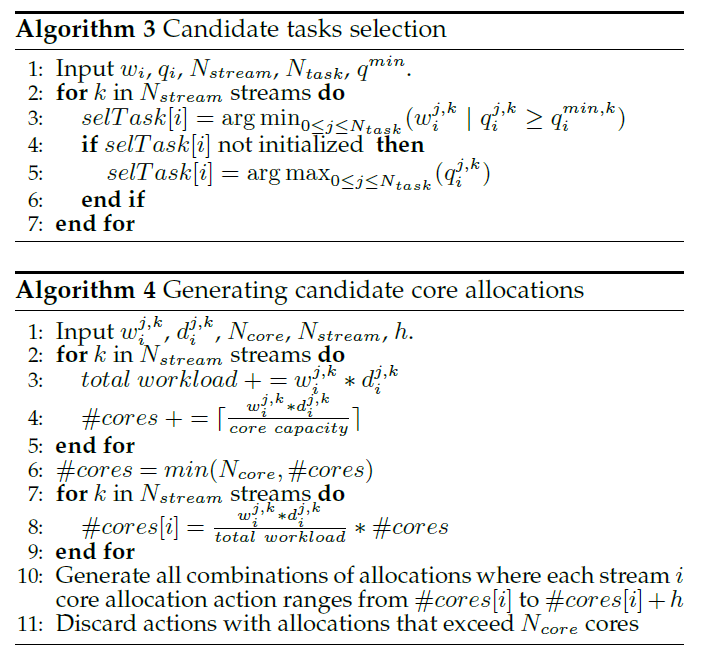 Algorithm 3 Candidate tasks selection
1: Input $w_i, q_i, N_{stream}, N_{task}, q^{min}$.
2: for $k$ in $N_{stream}$ streams do
3: $selTask[i] = \arg\min_{0 \leq j \leq N_{task}} (w_i^{j,k} \mid q_i^{j,k} \geq q_i^{min,k})$
4: if $selTask[i]$ not initialized then
5: $selTask[i] = \arg\max_{0 \leq j \leq N_{task}} (q_i^{j,k})$
6: end if
7: end for
Algorithm 4 Generating candidate core allocations
1: Input $w_i^{j,k}, d_i^{j,k}, N_{core}, N_{stream}, h$.
2: for $k$ in $N_{stream}$ streams do
3: $total\ workload\ += w_i^{j,k} * d_i^{j,k}$
4: $\#cores\ += \lceil \frac{w_i^{j,k} * d_i^{j,k}}{core\ capacity} \rceil$
5: end for
6: $\#cores = min(N_{core}, \#cores)$
7: for $k$ in $N_{stream}$ streams do
8: $\#cores[i] = \frac{w_i^{j,k} * d_i^{j,k}}{total\ workload} * \#cores$
9: end for
10: Generate all combinations of allocations where each stream $i$
core allocation action ranges from $\#cores[i]$ to $\#cores[i] + h$
11: Discard actions with allocations that exceed $N_{core}$ cores